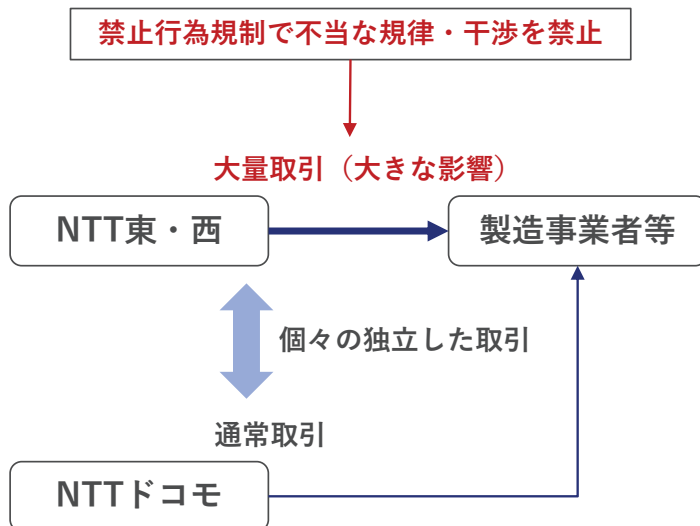 禁止行為規制で不当な規律・干渉を禁止
大量取引（大きな影響）
NTT東・西
製造事業者等
個々の独立した取引
通常取引
NTTドコモ